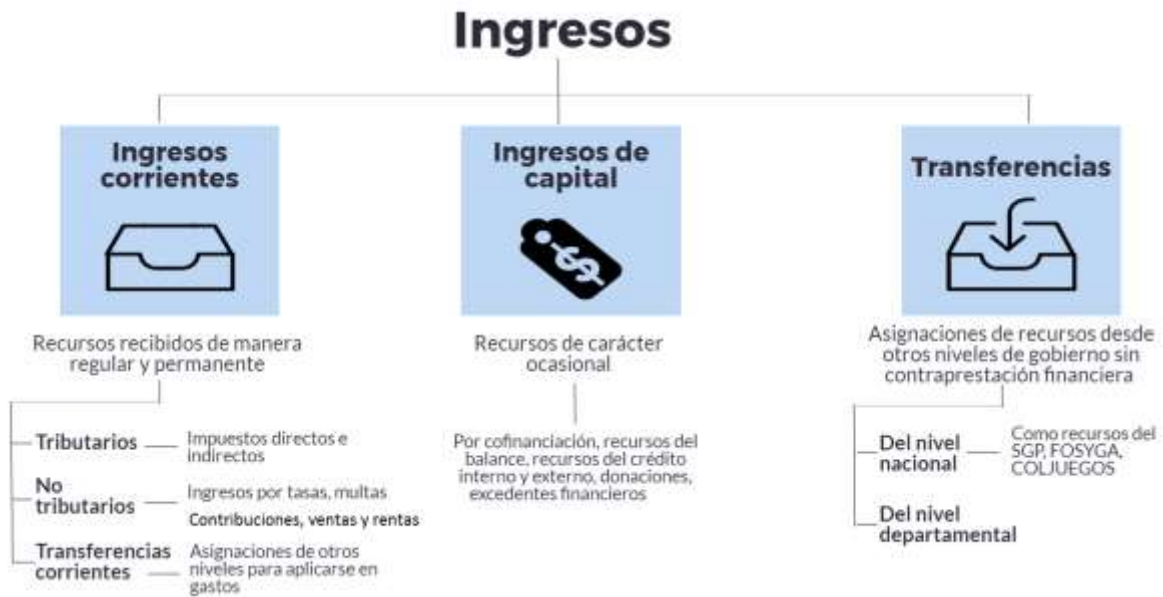 Ingresos
Ingresos
corrientes
Recursos recibidos de manera
regular y permanente
Tributarios
Impuestos directos e
indirectos
No
tributarios
Ingresos por tasas, multas
Contribuciones, ventas y rentas
Transferencias
corrientes
Asignaciones de otros
niveles para aplicarse en
gastos
Ingresos de
capital
$
Recursos de carácter
ocasional
Por cofinanciación, recursos del
balance, recursos del crédito
interno y externo, donaciones,
excedentes financieros
Transferencias
Asignaciones de recursos desde
otros niveles de gobierno sin
contraprestación financiera
Del nivel
nacional
Como recursos del
SGP, FOSYGA,
COLJUEGOS
Del nivel
departamental